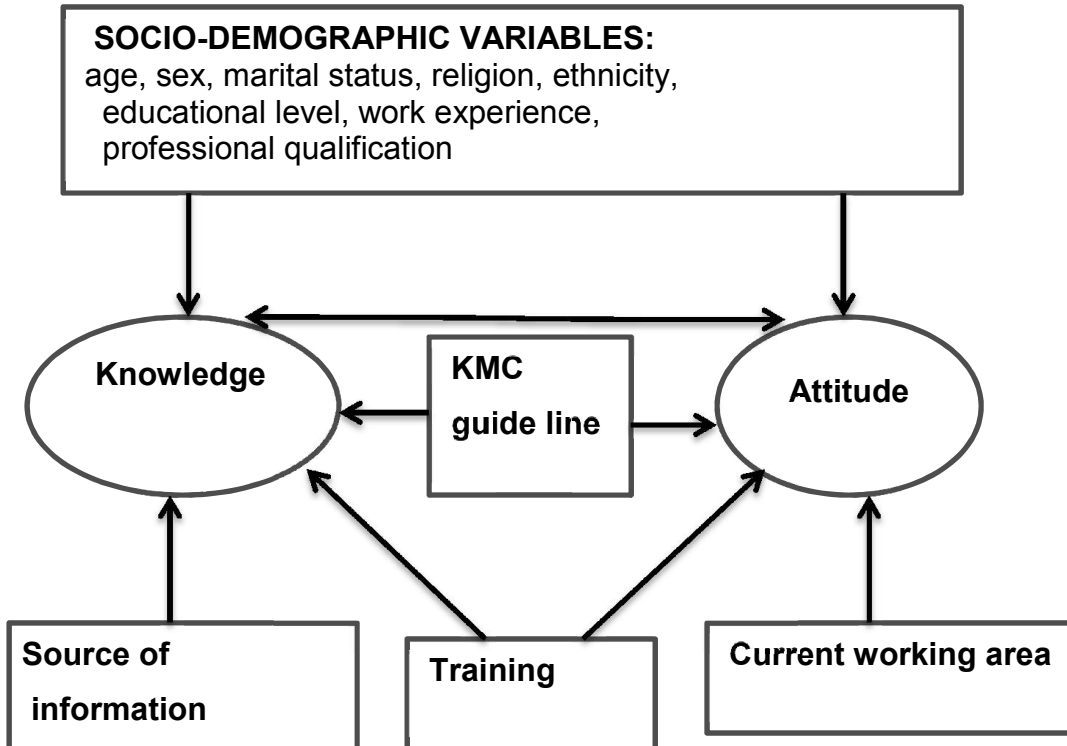 SOCIO-DEMOGRAPHIC VARIABLES:
age, sex, marital status, religion, ethnicity,
educational level, work experience,
professional qualification
Knowledge
KMC
guide line
Attitude
Source of
information
Training
Current working area